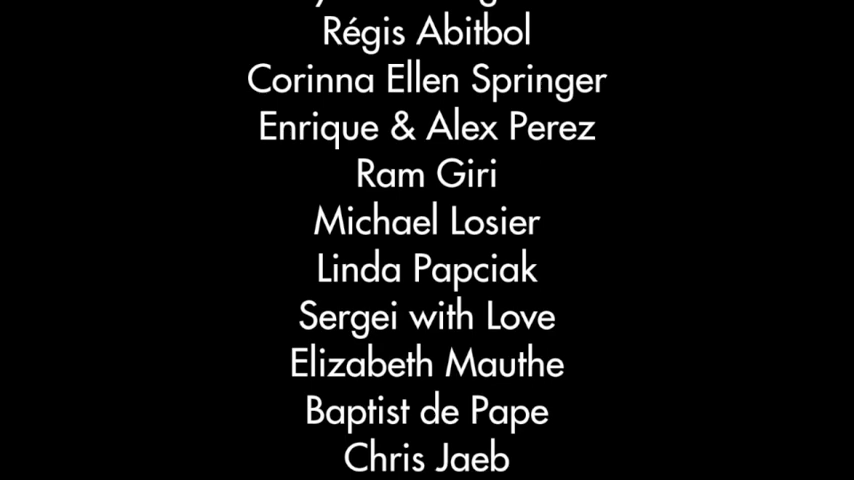 Régis Abitbol
Corinna Ellen Springer
Enrique & Alex Perez
Ram Giri
Michael Losier
Linda Papciak
Sergei with Love
Elizabeth Mauthe
Baptist de Pape
Chris Jaeb